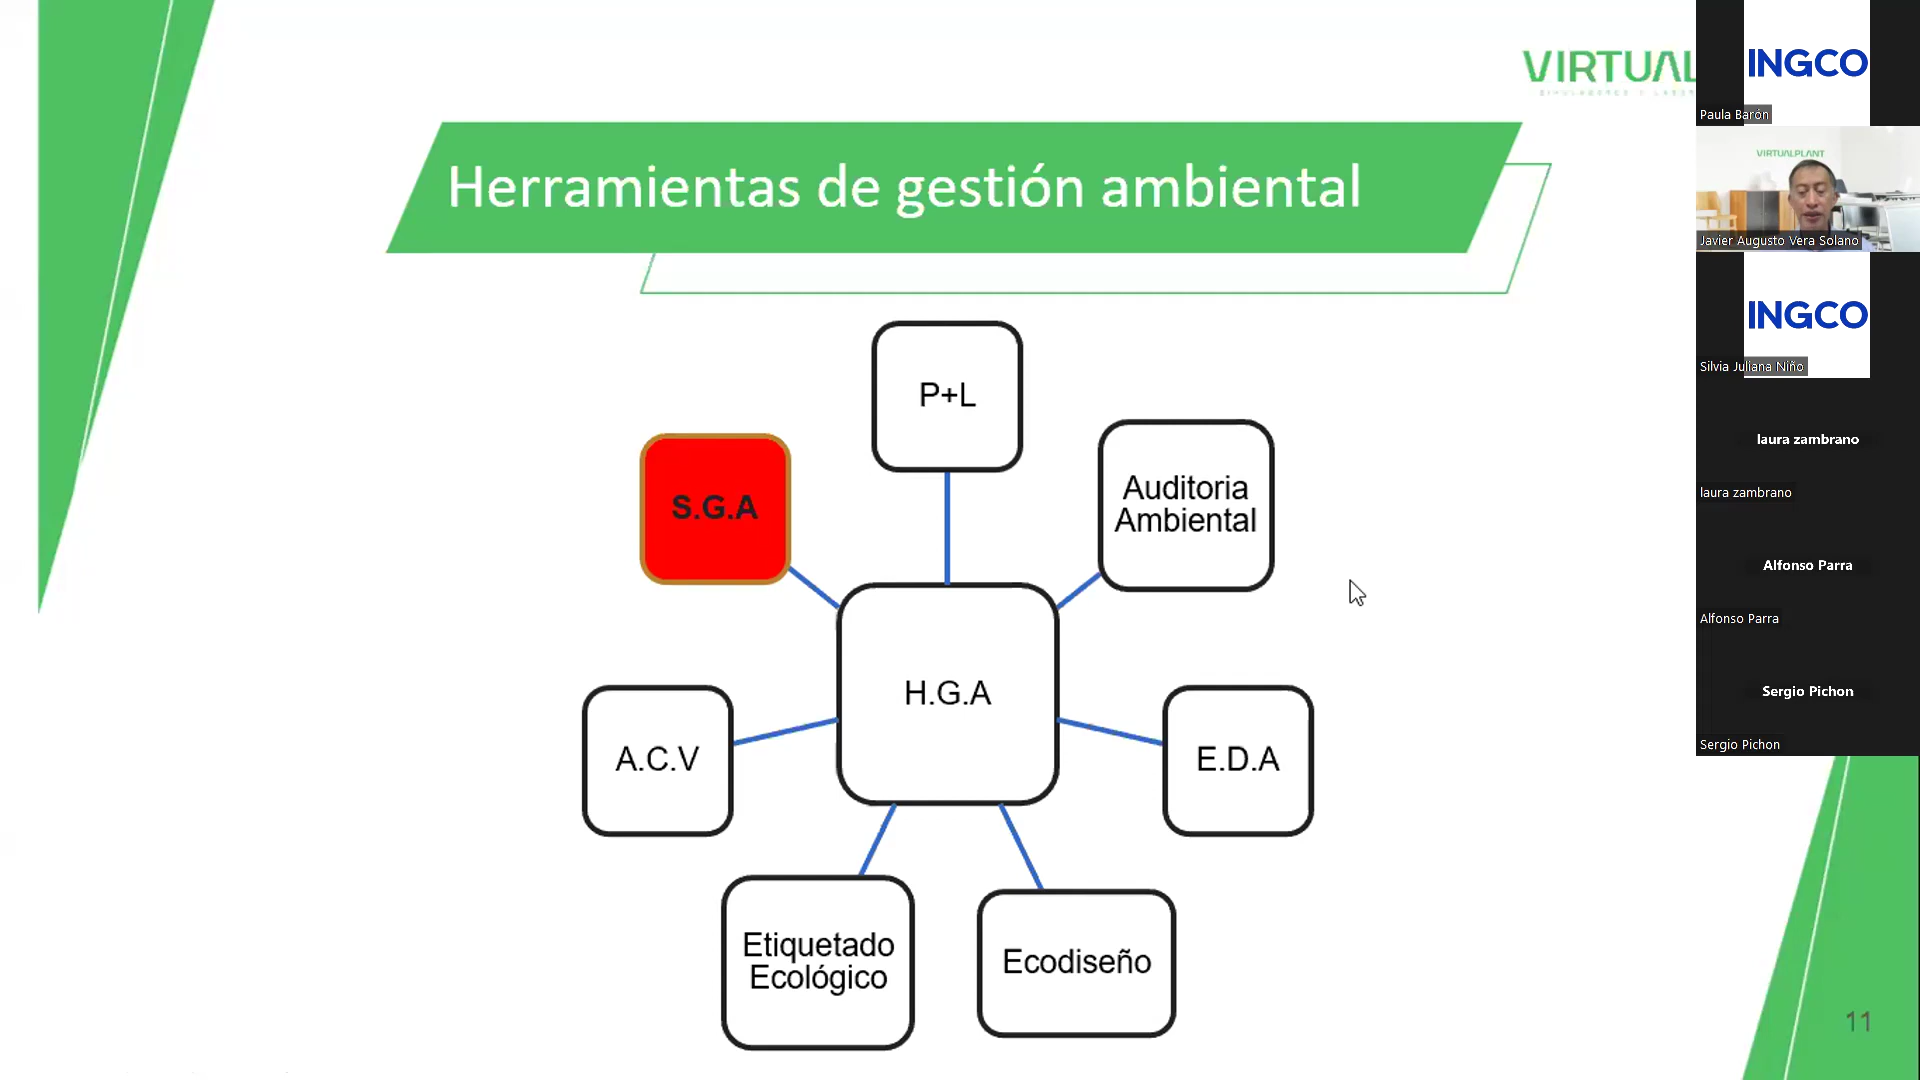 VIRTUAL
Herramientas de gestión ambiental
P+L
S.G.A
Auditoria
Ambiental
H.G.A
A.C.V
E.D.A
Etiquetado
Ecológico
Ecodiseño
11
INGCO
Paula Barón
VIRTUALPLANT
Javier Augusto Vera Solano
INGCO
Silvia Juliana Niño
laura zambrano
laura zambrano
Alfonso Parra
Alfonso Parra
Sergio Pichon
Sergio Pichon